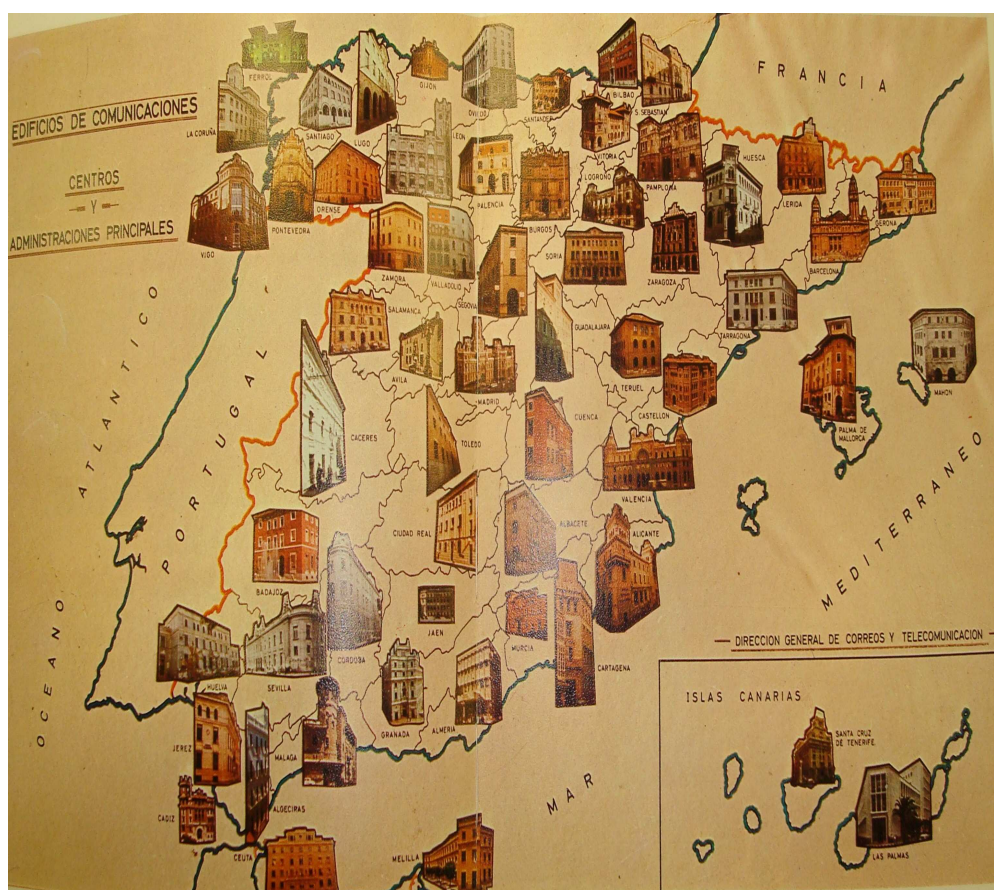 EDIFICIOS DE COMUNICACIONES
CENTROS
Y
ADMINISTRACIONES PRINCIPALES
FRANCIA
FERROL
GIJON
OVIEDO
SANTANDER
BILBAO
S. SEBASTIAN
LA CORUÑA
SANTIAGO
LUGO
LEON
VITORIA
HUESCA
PALENCIA
LOGROÑO
PAMPLONA
LERIDA
ORENSE
GERONA
VIGO
PONTEVEDRA
BURGOS
SORIA
ZARAGOZA
BARCELONA
ZAMORA
VALLADOLID
SEGOVIA
SALAMANCA
GUADALAJARA
TARRAGONA
AVILA
MADRID
TERUEL
CASTELLON
MAHON
CACERES
TOLEDO
CUENCA
PALMA DE
MALLORCA
VALENCIA
CIUDAD REAL
ALBACETE
ALICANTE
BADAJOZ
JAEN
MURCIA
CORDOBA
CARTAGENA
HUELVA
SEVILLA
GRANADA
ALMERIA
JEREZ
MALAGA
CADIZ
ALGECIRAS
CEUTA
MELILLA
OCEANO ATLANTICO
PORTUGAL
MAR MEDITERRANEO
DIRECCION GENERAL DE CORREOS Y TELECOMUNICACION
ISLAS CANARIAS
SANTA CRUZ
DE TENERIFE
LAS PALMAS